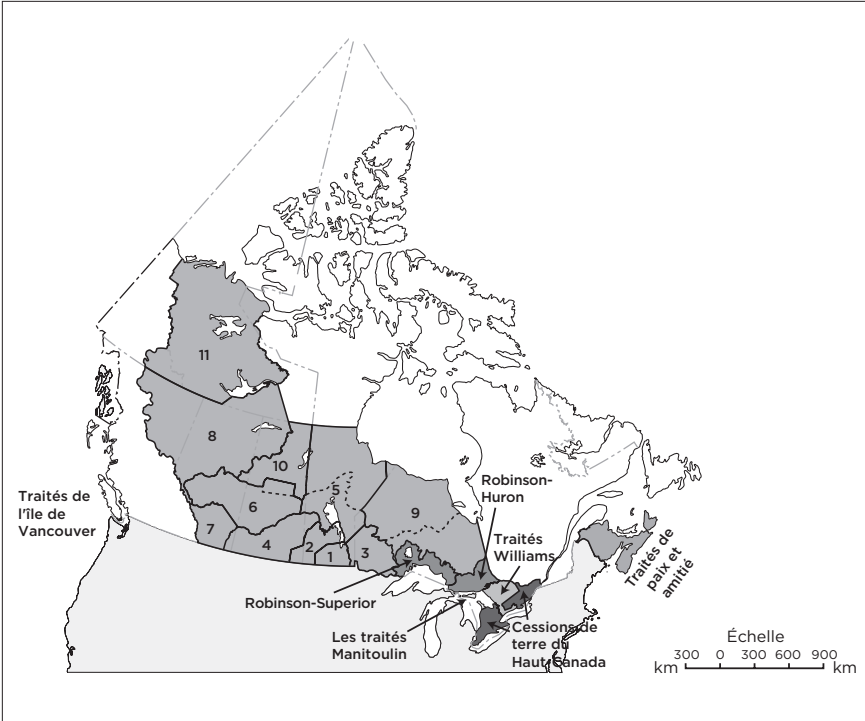 11
8
10
5
Robinson-
Huron
Traités de
l'île de
Vancouver
6
9
7
4
2
1
3
Traités
Williams
Traités de
paix et
amitié
Robinson-Superior
Les traités
Manitoulin
Cessions de
terre du
Haut-Canada
Échelle
km 300 0 300 600 900 km